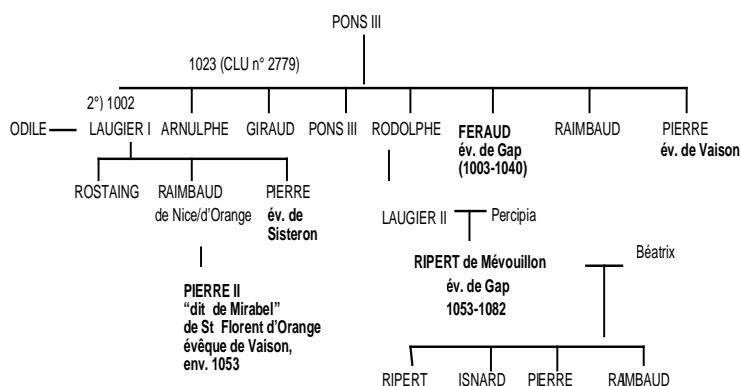 PONS III
1023 (CLU n° 2779)
2°) 1002
ODILE LAUGIER I ARNULPHE GIRAUD PONS III RODOLPHE FERAUD RAIMBAUD PIERRE
év. de Gap év. de Vaison
(1003-1040)
ROSTAING RAIMBAUD PIERRE
de Nice/d'Orange év. de
Sisteron
LAUGIER II Percipia
PIERRE II
“dit de Mirabel”
de St Florent d'Orange
évêque de Vaison,
env. 1053
RIPERT de Mévouillon
év. de Gap
1053-1082
Béatrix
RIPERT ISNARD PIERRE RAIMBAUD